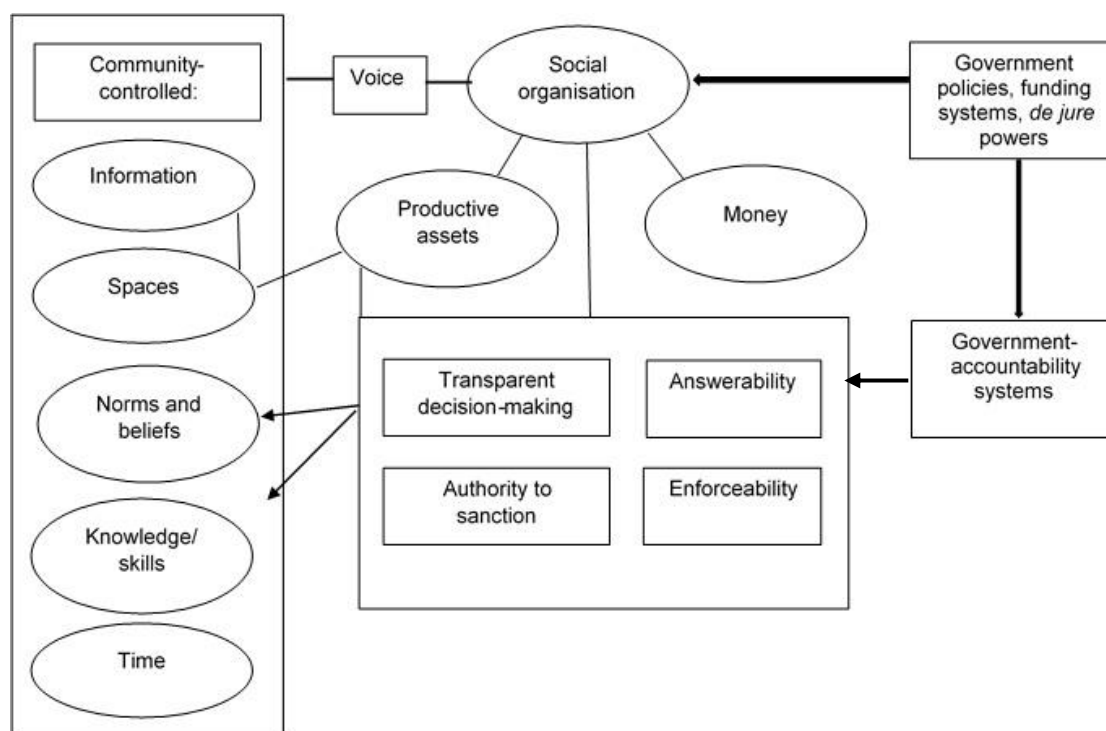 Community-
controlled:
Information
Spaces
Norms and
beliefs
Knowledge/
skills
Time
Voice
Social
organisation
Productive
assets
Money
Government
policies, funding
systems, de jure
powers
Transparent
decision-making
Answerability
Authority to
sanction
Enforceability
Government-
accountability
systems